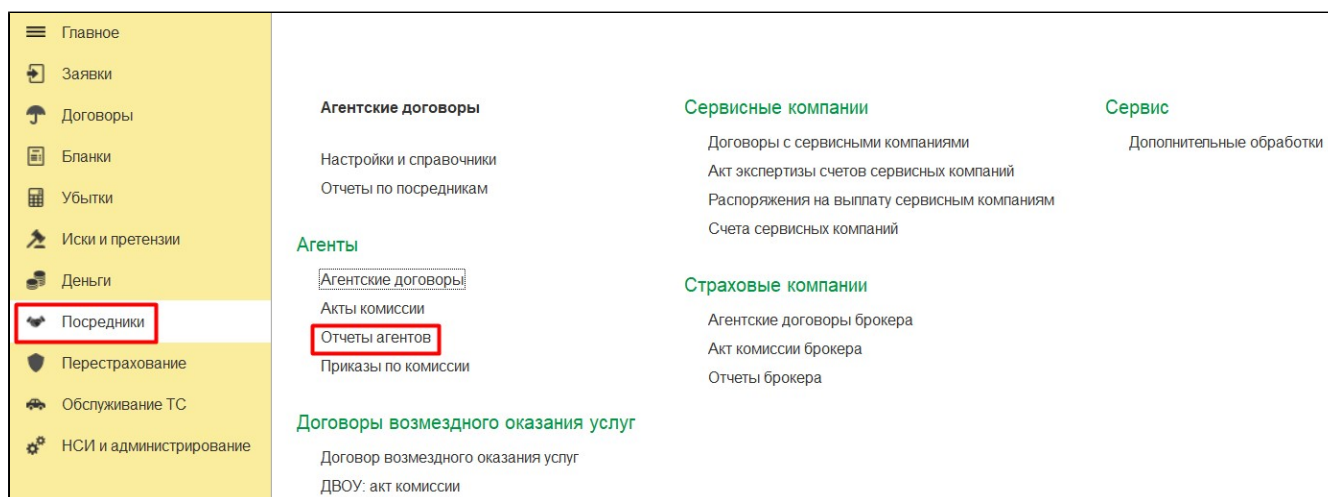 Главное
Заявки
Договоры
Бланки
Убытки
Иски и претензии
Деньги
Посредники
Перестрахование
Обслуживание ТС
НСИ и администрирование
Агентские договоры
Настройки и справочники
Отчеты по посредникам
Агенты
Агентские договоры
Акты комиссии
Отчеты агентов
Приказы по комиссии
Договоры возмездного оказания услуг
Договор возмездного оказания услуг
ДВОУ: акт комиссии
Сервисные компании
Договоры с сервисными компаниями
Акт экспертизы счетов сервисных компаний
Распоряжения на выплату сервисным компаниям
Счета сервисных компаний
Страховые компании
Агентские договоры брокера
Акт комиссии брокера
Отчеты брокера
Сервис
Дополнительные обработки